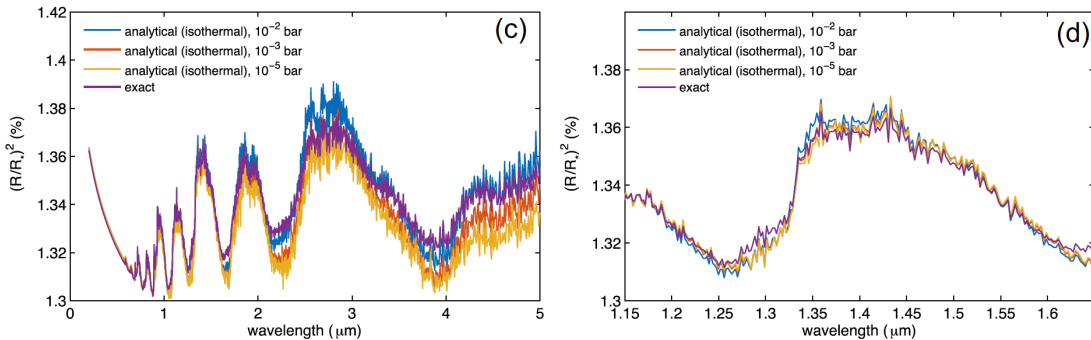 (c)
analytical (isothermal), 10⁻² bar
analytical (isothermal), 10⁻³ bar
analytical (isothermal), 10⁻⁵ bar
exact
1.42
1.4
1.38
1.36
1.34
1.32
1.3
(R/R⋆)² (%)
0 1 2 3 4 5
wavelength (μm)
(d)
analytical (isothermal), 10⁻² bar
analytical (isothermal), 10⁻³ bar
analytical (isothermal), 10⁻⁵ bar
exact
1.38
1.36
1.34
1.32
1.3
(R/R⋆)² (%)
1.15 1.2 1.25 1.3 1.35 1.4 1.45 1.5 1.55 1.6
wavelength (μm)